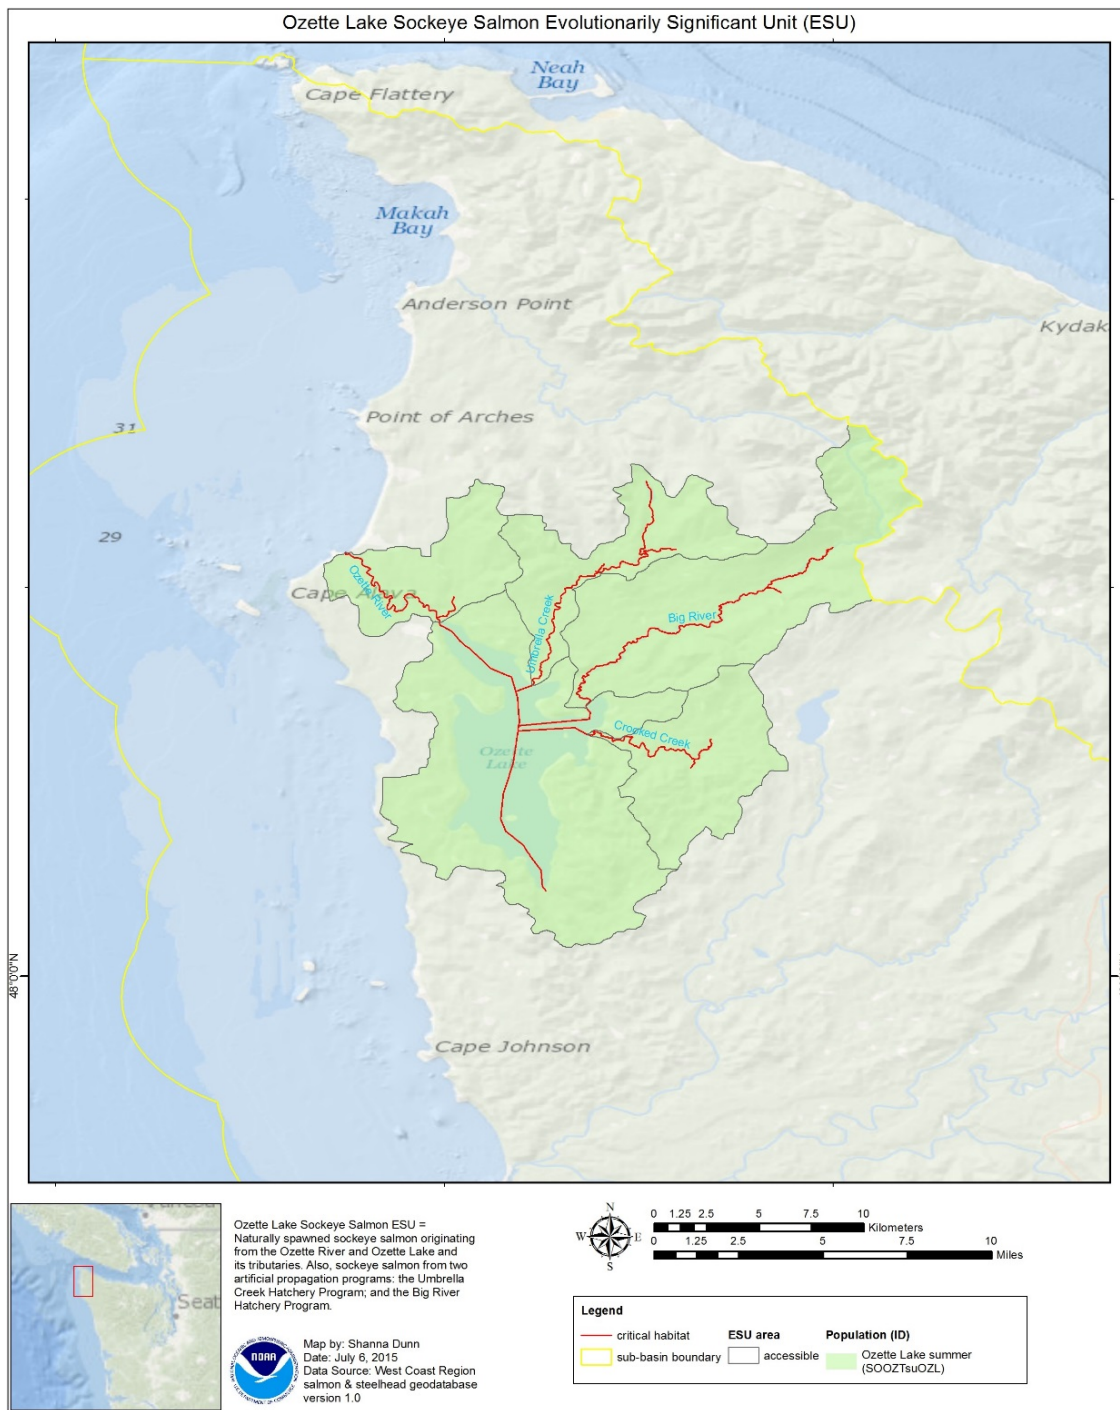 Ozette Lake Sockeye Salmon Evolutionarily Significant Unit (ESU)
Neah
Bay
Cape Flattery
Makah
Bay
Anderson Point
Kydak
Point of Arches
31
29
Cape Alava
Ozette River
Umbrella Creek
Big River
Crooked Creek
Ozette
Lake
48°0'0"N
Cape Johnson
Seat
Ozette Lake Sockeye Salmon ESU =
Naturally spawned sockeye salmon originating
from the Ozette River and Ozette Lake and
its tributaries. Also, sockeye salmon from two
artificial propagation programs: the Umbrella
Creek Hatchery Program; and the Big River
Hatchery Program.
NOAA
Map by: Shanna Dunn
Date: July 6, 2015
Data Source: West Coast Region
salmon & steelhead geodatabase
version 1.0
N
W
E
S
0 1.25 2.5 5 7.5 10
Kilometers
0 1.25 2.5 5 7.5 10
Miles
Legend
critical habitat
sub-basin boundary
ESU area
accessible
Population (ID)
Ozette Lake summer
(SOOZTsuOZL)